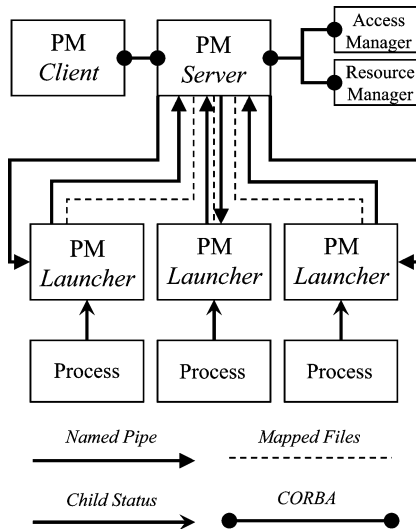 PM
Client
PM
Server
Access
Manager
Resource
Manager
PM
Launcher
PM
Launcher
PM
Launcher
Process
Process
Process
Named Pipe
Mapped Files
Child Status
CORBA